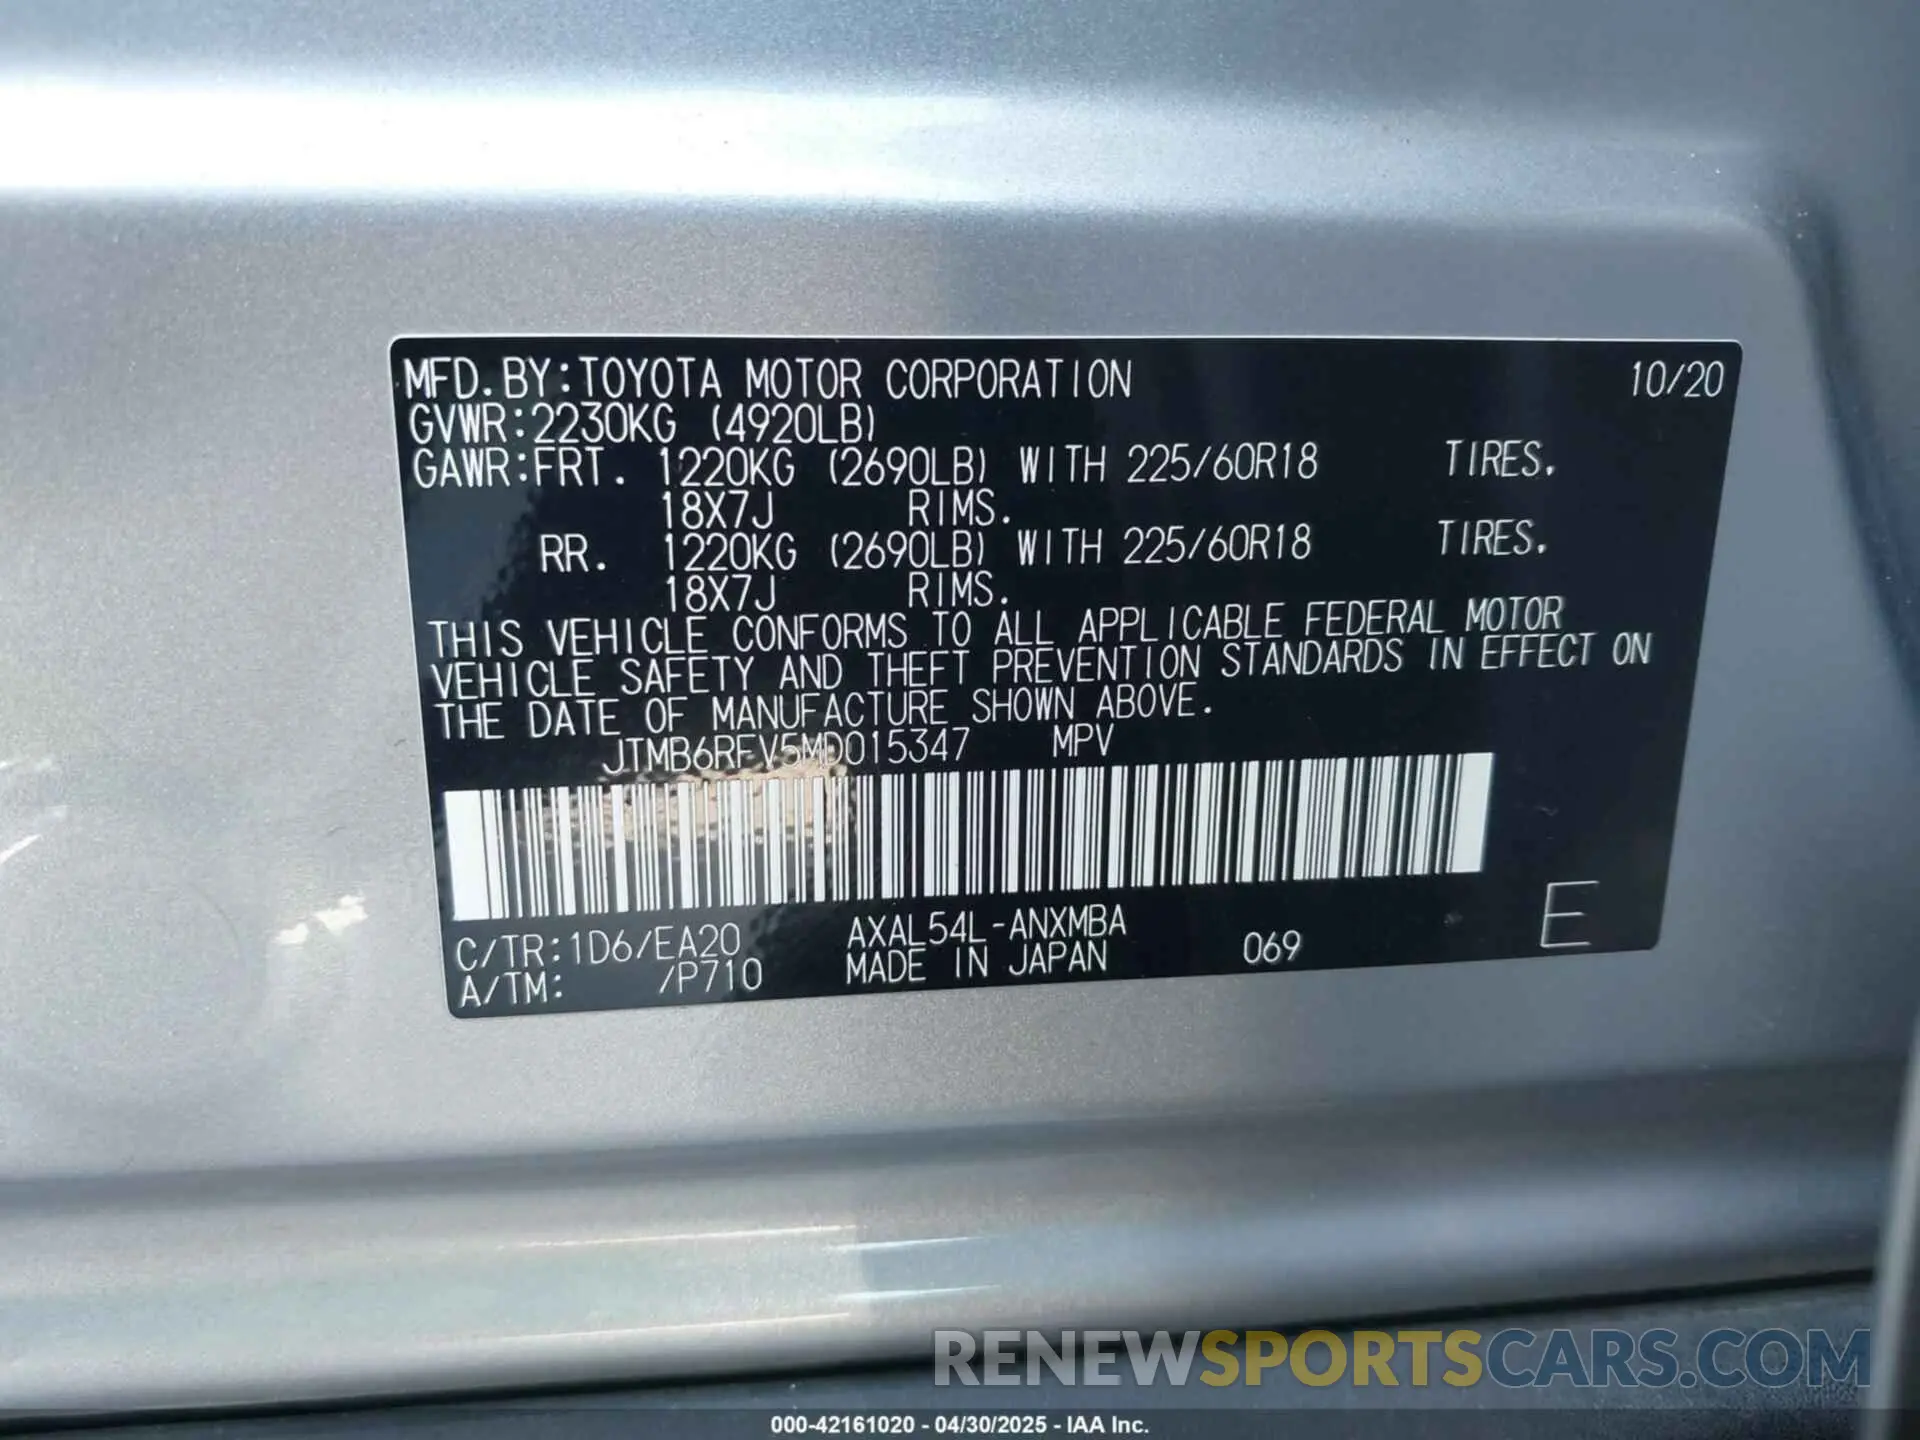 MFD.BY:TOYOTA MOTOR CORPORATION 10/20
GVWR:2230KG (4920LB)
GAWR:FRT. 1220KG (2690LB) WITH 225/60R18 TIRES.
18X7J RIMS.
RR. 1220KG (2690LB) WITH 225/60R18 TIRES.
18X7J RIMS.
THIS VEHICLE CONFORMS TO ALL APPLICABLE FEDERAL MOTOR
VEHICLE SAFETY AND THEFT PREVENTION STANDARDS IN EFFECT ON
THE DATE OF MANUFACTURE SHOWN ABOVE.
JTMB6RFV5MD015347 MPV
C/TR:1D6/EA20 AXAL54L-ANXMBA 069 E
A/TM: /P710 MADE IN JAPAN
RENEWSPORTSCARS.COM
000-42161020 - 04/30/2025 - IAA Inc.